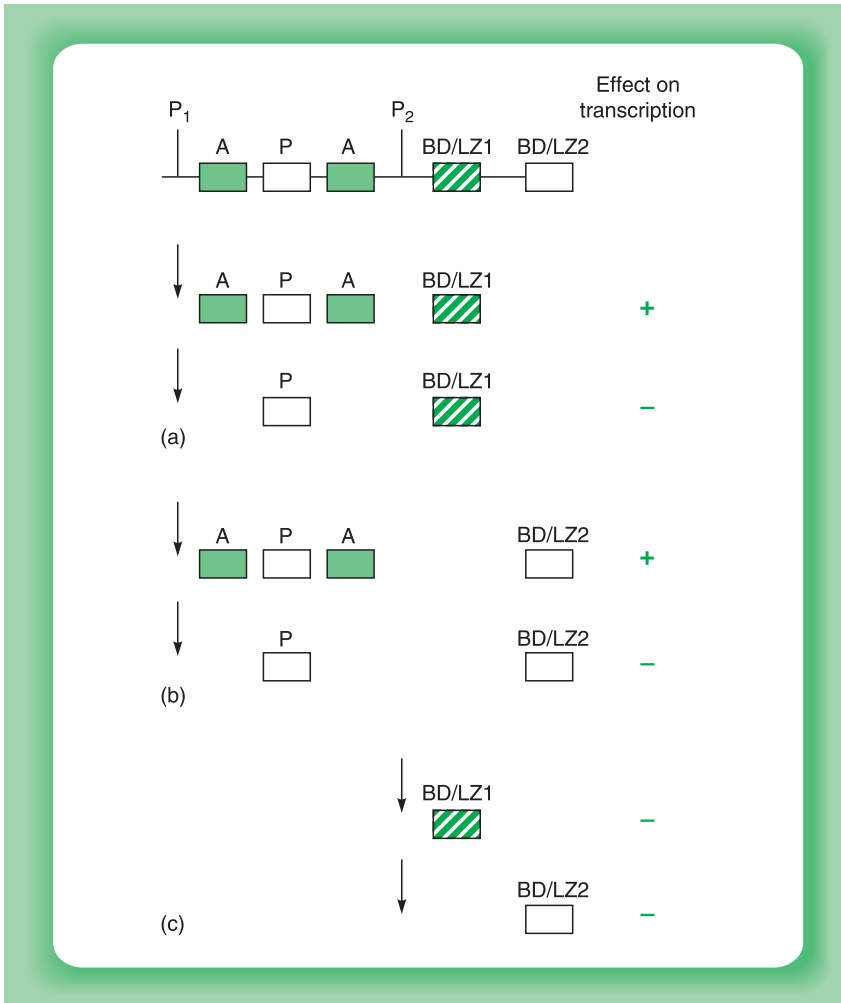 Effect on
transcription
P1 P2
A P A BD/LZ1 BD/LZ2
A P A BD/LZ1
+
P BD/LZ1
–
(a)
A P A BD/LZ2
+
P BD/LZ2
–
(b)
BD/LZ1
–
BD/LZ2
–
(c)